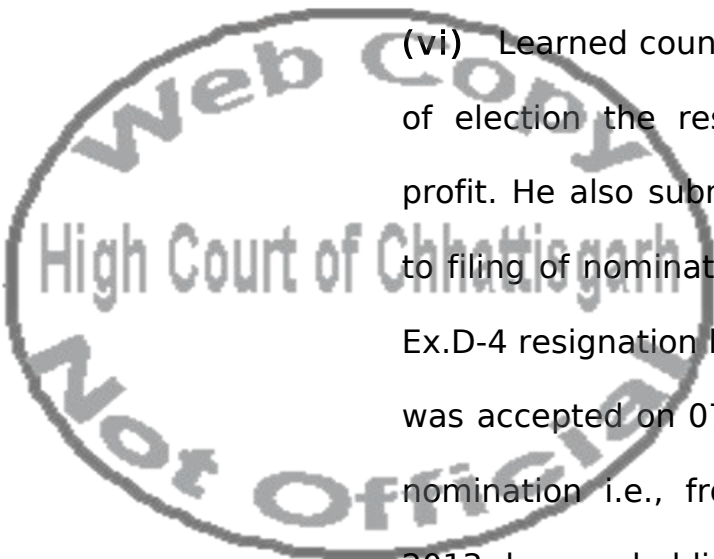 Web Copy
High Court of Chhattisgarh
Not Official
(vi) Learned coun
of election the res
profit. He also subr
to filing of nominat
Ex.D-4 resignation
was accepted on 07
nomination i.e., fr